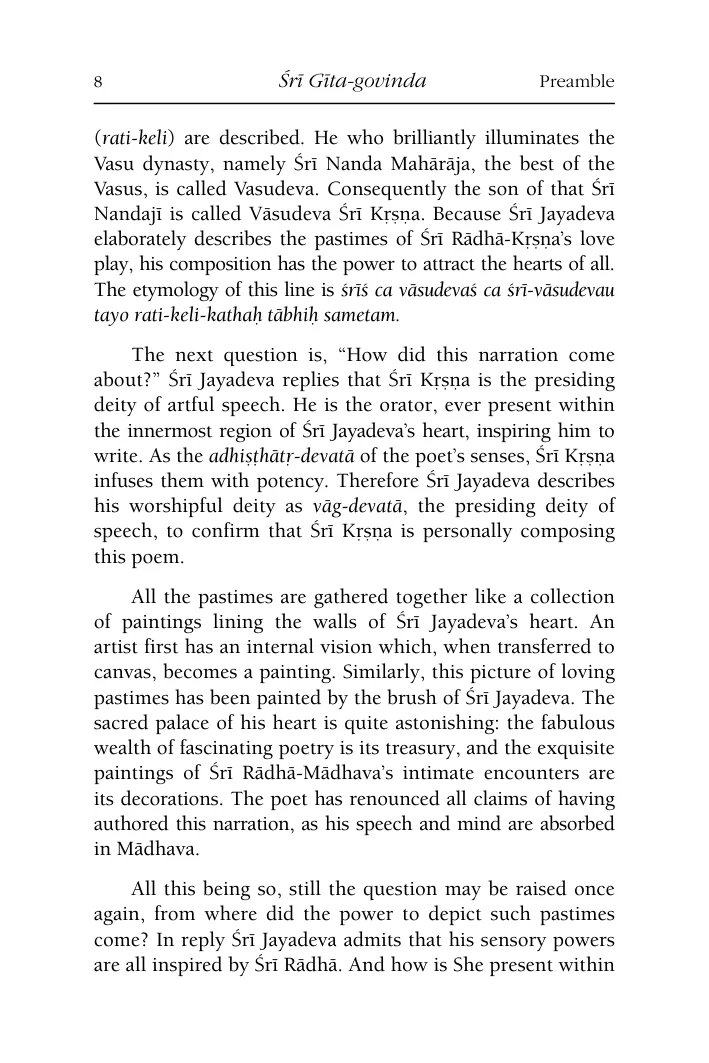 8 Śrī Gīta-govinda Preamble
(rati-keli) are described. He who brilliantly illuminates the
Vasu dynasty, namely Śrī Nanda Mahārāja, the best of the
Vasus, is called Vasudeva. Consequently the son of that Śrī
Nandajī is called Vāsudeva Śrī Kṛṣṇa. Because Śrī Jayadeva
elaborately describes the pastimes of Śrī Rādhā-Kṛṣṇa’s love
play, his composition has the power to attract the hearts of all.
The etymology of this line is śrīś ca vāsudevaś ca śrī-vāsudevau
tayo rati-keli-kathaḥ tābhiḥ sametam.
The next question is, “How did this narration come
about?” Śrī Jayadeva replies that Śrī Kṛṣṇa is the presiding
deity of artful speech. He is the orator, ever present within
the innermost region of Śrī Jayadeva’s heart, inspiring him to
write. As the adhiṣṭhātṛ-devatā of the poet’s senses, Śrī Kṛṣṇa
infuses them with potency. Therefore Śrī Jayadeva describes
his worshipful deity as vāg-devatā, the presiding deity of
speech, to confirm that Śrī Kṛṣṇa is personally composing
this poem.
All the pastimes are gathered together like a collection
of paintings lining the walls of Śrī Jayadeva’s heart. An
artist first has an internal vision which, when transferred to
canvas, becomes a painting. Similarly, this picture of loving
pastimes has been painted by the brush of Śrī Jayadeva. The
sacred palace of his heart is quite astonishing: the fabulous
wealth of fascinating poetry is its treasury, and the exquisite
paintings of Śrī Rādhā-Mādhava’s intimate encounters are
its decorations. The poet has renounced all claims of having
authored this narration, as his speech and mind are absorbed
in Mādhava.
All this being so, still the question may be raised once
again, from where did the power to depict such pastimes
come? In reply Śrī Jayadeva admits that his sensory powers
are all inspired by Śrī Rādhā. And how is She present within